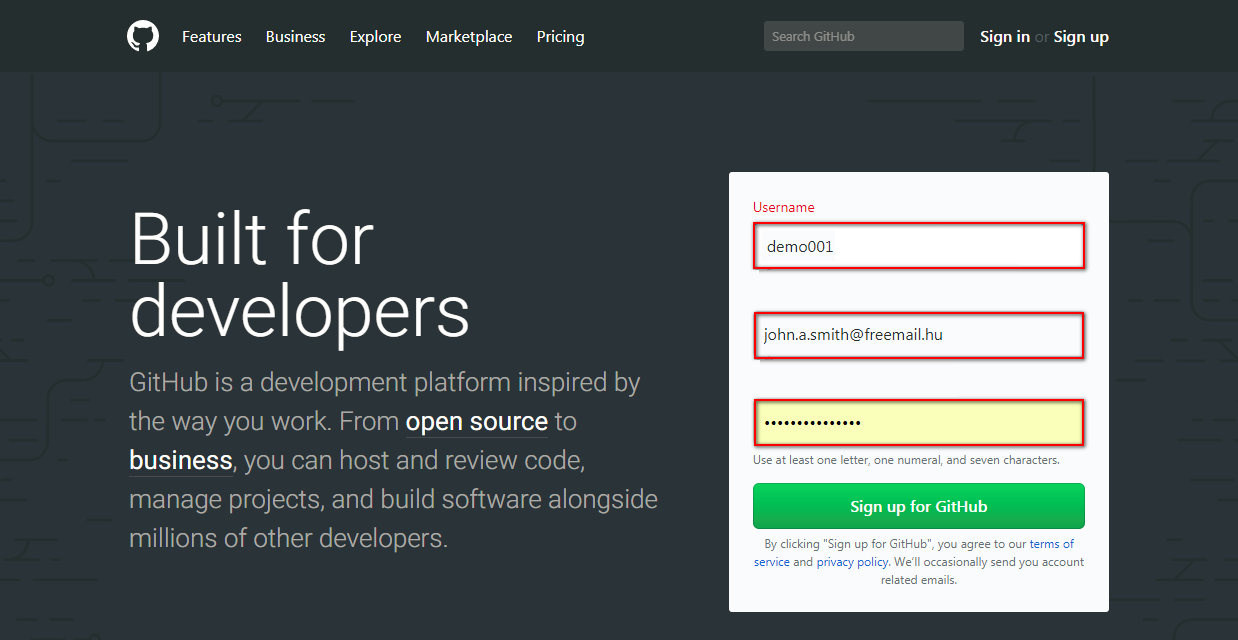 Features Business Explore Marketplace Pricing Search GitHub Sign in or Sign up
Built for
developers
GitHub is a development platform inspired by
the way you work. From open source to
business, you can host and review code,
manage projects, and build software alongside
millions of other developers.
Username
demo001
john.a.smith@freemail.hu
•••••••••••••••
Use at least one letter, one numeral, and seven characters.
Sign up for GitHub
By clicking "Sign up for GitHub", you agree to our terms of
service and privacy policy. We'll occasionally send you account
related emails.